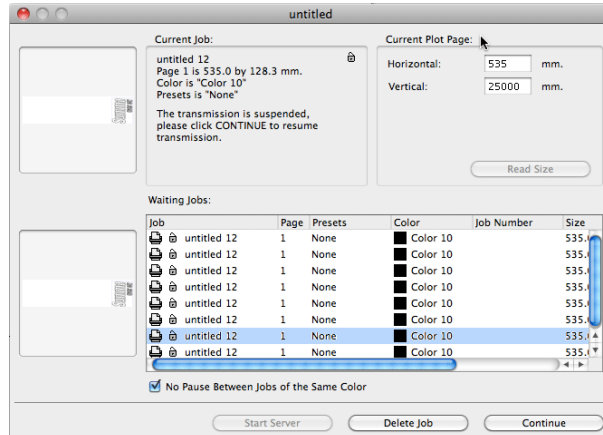 untitled
Current Job:
untitled 12
Page 1 is 535.0 by 128.3 mm.
Color is "Color 10"
Presets is "None"
The transmission is suspended,
please click CONTINUE to resume
transmission.
Current Plot Page:
Horizontal: 535 mm.
Vertical: 25000 mm.
Read Size
Waiting Jobs:
Job Page Presets Color Job Number Size
untitled 12 1 None Color 10 535.
untitled 12 1 None Color 10 535.
untitled 12 1 None Color 10 535.
untitled 12 1 None Color 10 535.
untitled 12 1 None Color 10 535.
untitled 12 1 None Color 10 535.
untitled 12 1 None Color 10 535.
untitled 12 1 None Color 10 535.
No Pause Between Jobs of the Same Color
Start Server Delete Job Continue